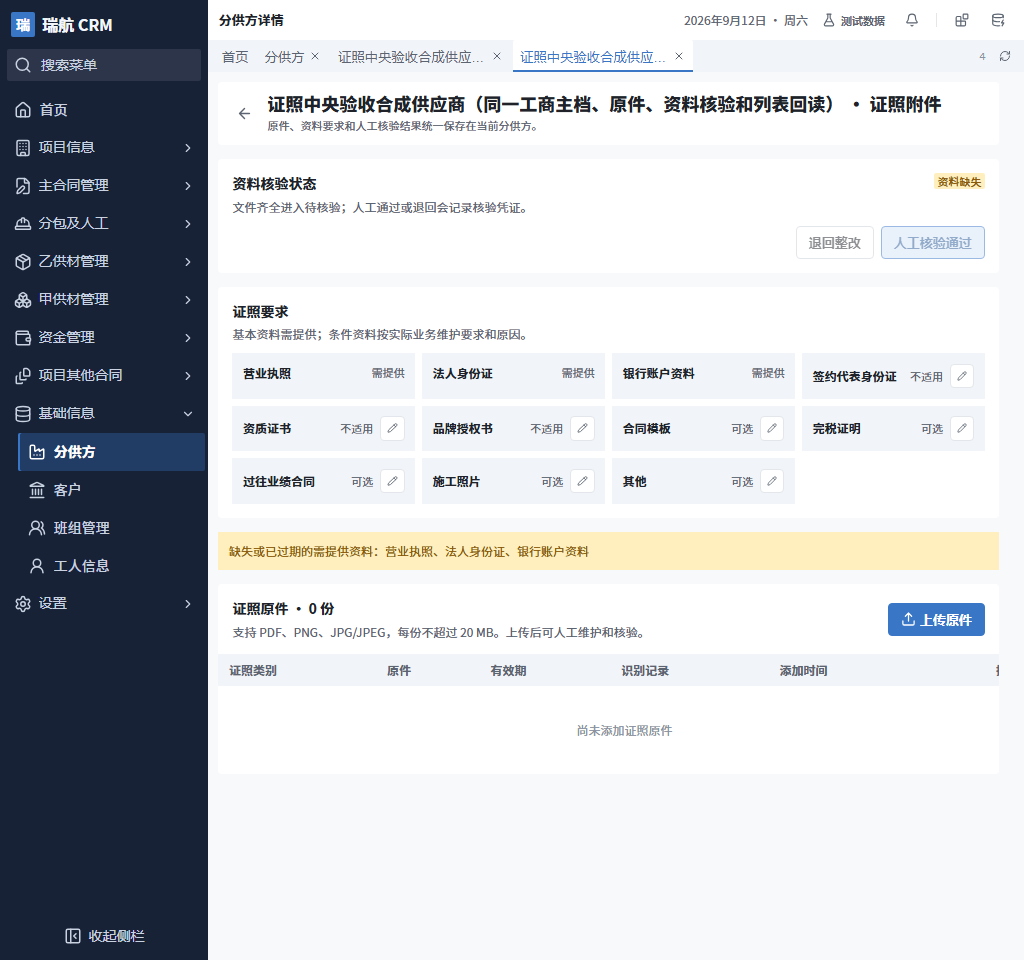 瑞 瑞航 CRM
搜索菜单
首页
项目信息
主合同管理
分包及人工
乙供材管理
甲供材管理
资金管理
项目其他合同
基础信息
分供方
客户
班组管理
工人信息
设置
收起侧栏
分供方详情
2026年9月12日 · 周六 测试数据
首页 分供方 证照中央验收合成供应... 证照中央验收合成供应... 4
证照中央验收合成供应商（同一工商主档、原件、资料核验和列表回读） · 证照附件
原件、资料要求和人工核验结果统一保存在当前分供方。
资料核验状态 资料缺失
文件齐全进入待核验；人工通过或退回会记录核验凭证。
退回整改 人工核验通过
证照要求
基本资料需提供；条件资料按实际业务维护要求和原因。
营业执照 需提供 法人身份证 需提供 银行账户资料 需提供 签约代表身份证 不适用
资质证书 不适用 品牌授权书 不适用 合同模板 可选 完税证明 可选
过往业绩合同 可选 施工照片 可选 其他 可选
缺失或已过期的需提供资料：营业执照、法人身份证、银行账户资料
证照原件 · 0 份
支持 PDF、PNG、JPG/JPEG，每份不超过 20 MB。上传后可人工维护和核验。
上传原件
证照类别 原件 有效期 识别记录 添加时间
尚未添加证照原件